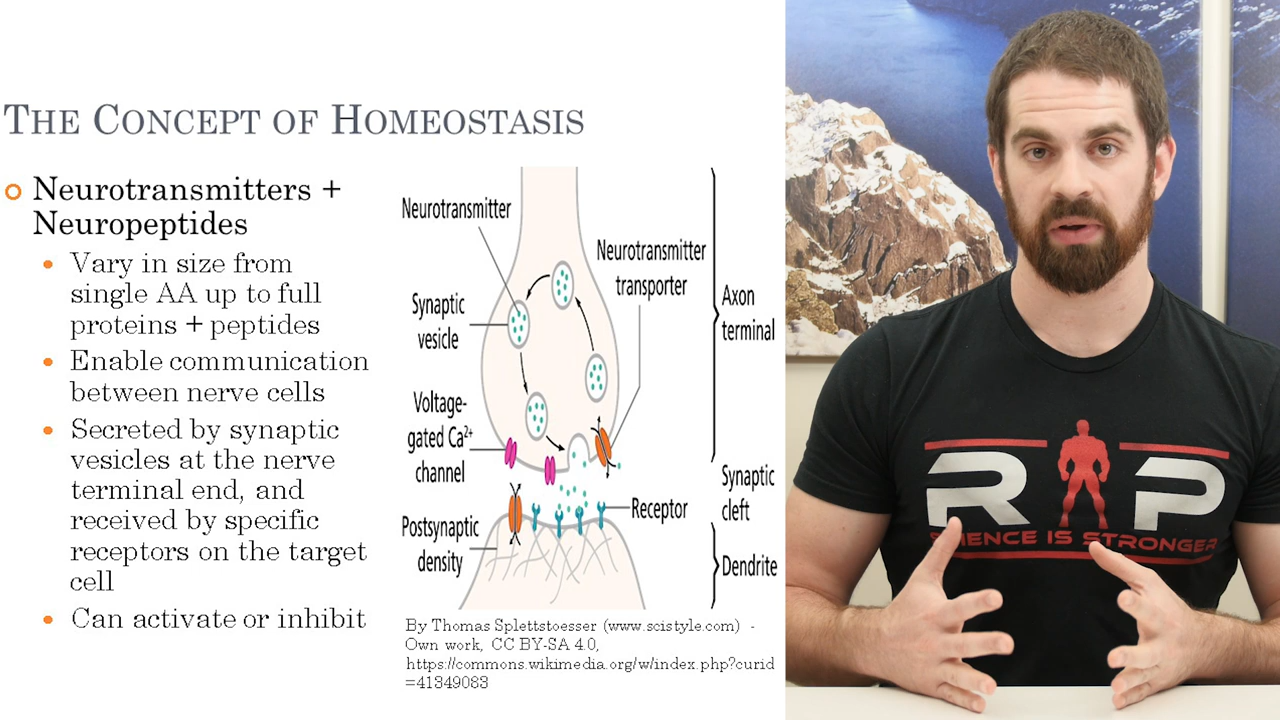 THE CONCEPT OF HOMEOSTASIS
Neurotransmitters +
Neuropeptides
Vary in size from
single AA up to full
proteins + peptides
Enable communication
between nerve cells
Secreted by synaptic
vesicles at the nerve
terminal end, and
received by specific
receptors on the target
cell
Can activate or inhibit
Neurotransmitter
Neurotransmitter
transporter
Synaptic
vesicle
Axon
terminal
Voltage-
gated Ca²⁺
channel
Synaptic
cleft
Receptor
Postsynaptic
density
Dendrite
By Thomas Splettstoesser (www.scistyle.com) -
Own work, CC BY-SA 4.0,
https://commons.wikimedia.org/w/index.php?curid
=41349083
R P
SCIENCE IS STRONGER